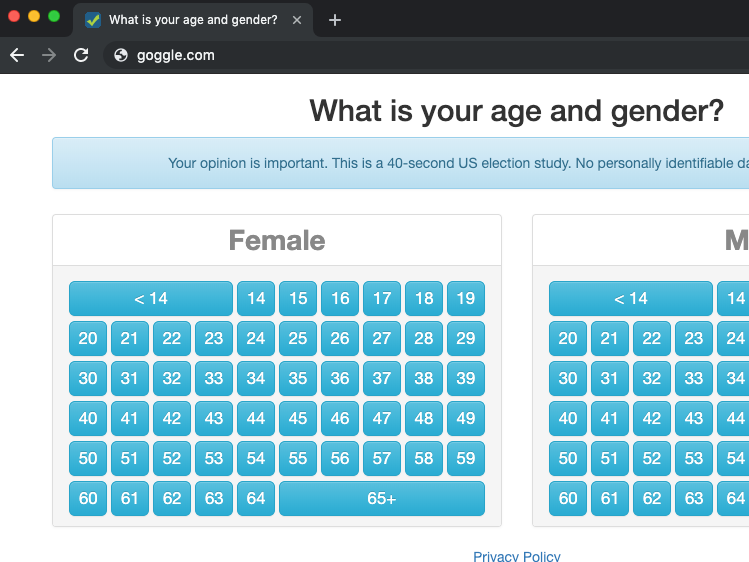 What is your age and gender?
goggle.com
What is your age and gender?
Your opinion is important. This is a 40-second US election study. No personally identifiable
Female
< 14 14 15 16 17 18 19
20 21 22 23 24 25 26 27 28 29
30 31 32 33 34 35 36 37 38 39
40 41 42 43 44 45 46 47 48 49
50 51 52 53 54 55 56 57 58 59
60 61 62 63 64 65+
M
< 14 14
20 21 22 23 24
30 31 32 33 34
40 41 42 43 44
50 51 52 53 54
60 61 62 63 64
Privacy Policy